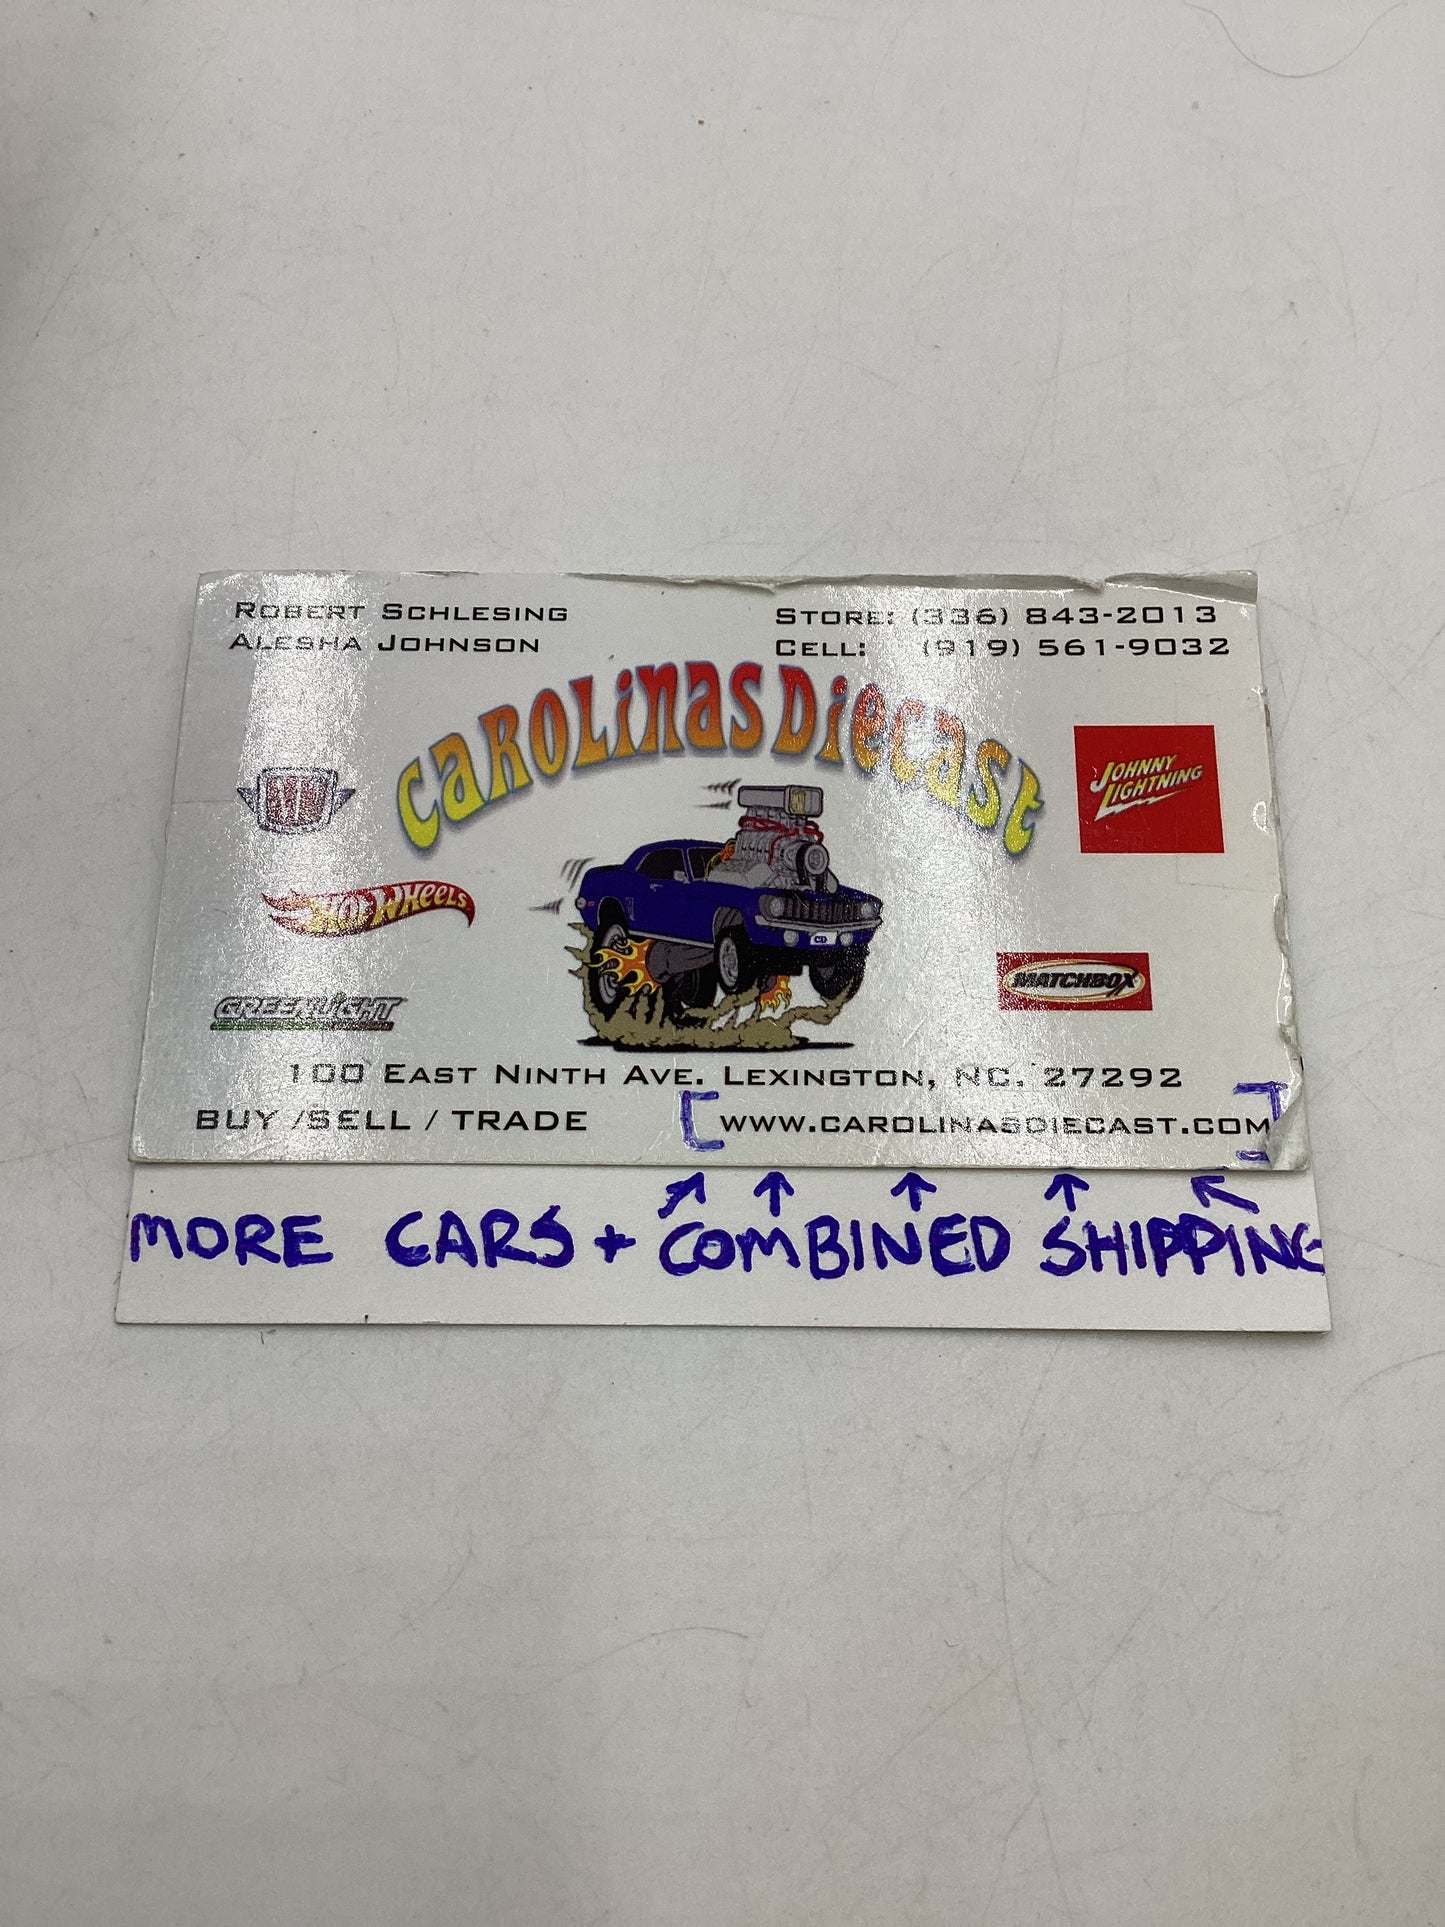 Robert Schlesing
Alesha Johnson
Store: (336) 843-2013
Cell: (919) 561-9032
Carolinas Diecast
Johnny Lightning
Hot Wheels
Matchbox
Greenlight
CD
100 East Ninth Ave. Lexington, NC. 27292
BUY /SELL / TRADE
[www.carolinasdiecast.com]
MORE CARS + COMBINED SHIPPING